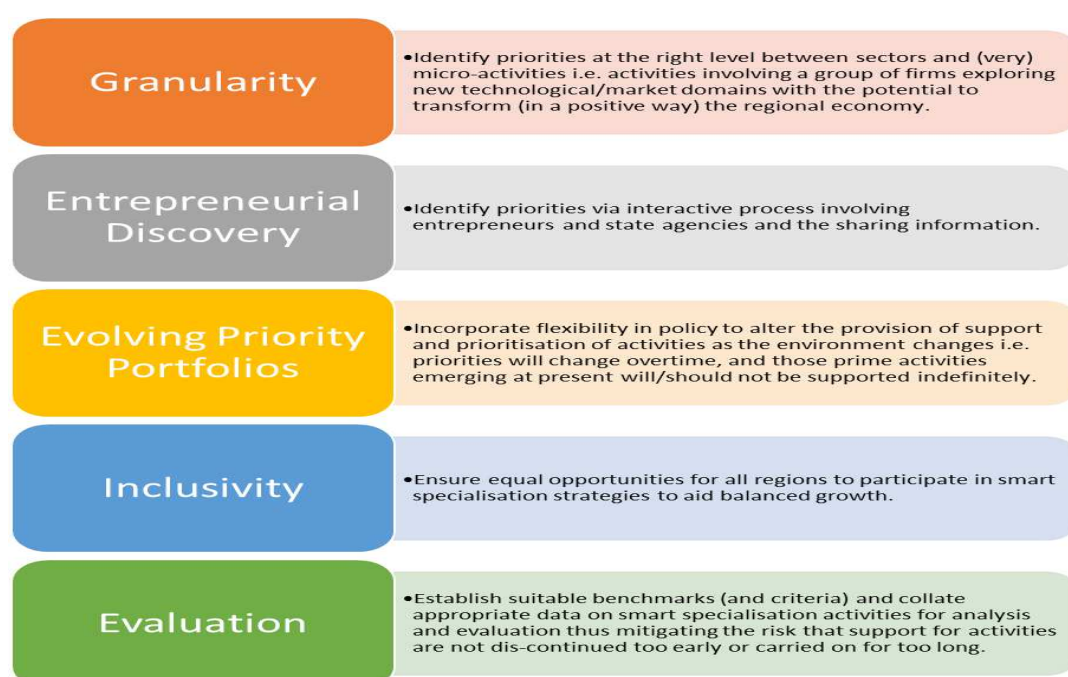 Granularity
•Identify priorities at the right level between sectors and (very)
micro-activities i.e. activities involving a group of firms exploring
new technological/market domains with the potential to
transform (in a positive way) the regional economy.
Entrepreneurial
Discovery
•Identify priorities via interactive process involving
entrepreneurs and state agencies and the sharing information.
Evolving Priority
Portfolios
•Incorporate flexibility in policy to alter the provision of support
and prioritisation of activities as the environment changes i.e.
priorities will change overtime, and those prime activities
emerging at present will/should not be supported indefinitely.
Inclusivity
•Ensure equal opportunities for all regions to participate in smart
specialisation strategies to aid balanced growth.
Evaluation
•Establish suitable benchmarks (and criteria) and collate
appropriate data on smart specialisation activities for analysis
and evaluation thus mitigating the risk that support for activities
are not dis-continued too early or carried on for too long.